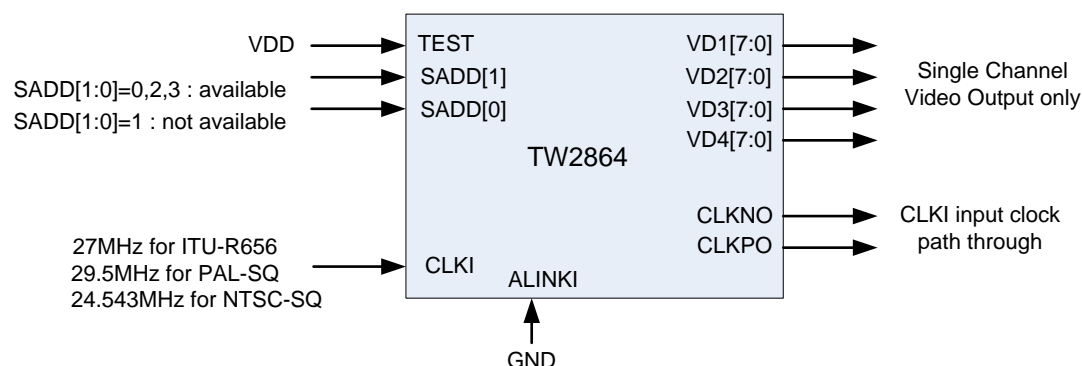 VDD
TEST
VD1[7:0]
SADD[1]
VD2[7:0]
Single Channel
Video Output only
SADD[1:0]=0,2,3 : available
SADD[0]
VD3[7:0]
SADD[1:0]=1 : not available
VD4[7:0]
TW2864
CLKNO
CLKI input clock
path through
CLKPO
27MHz for ITU-R656
29.5MHz for PAL-SQ
24.543MHz for NTSC-SQ
CLKI
ALINKI
GND